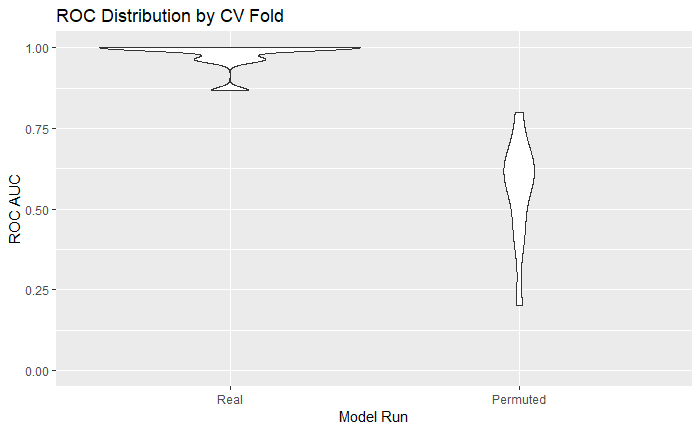 ROC Distribution by CV Fold
1.00
0.75
0.50
0.25
0.00
ROC AUC
Real
Permuted
Model Run